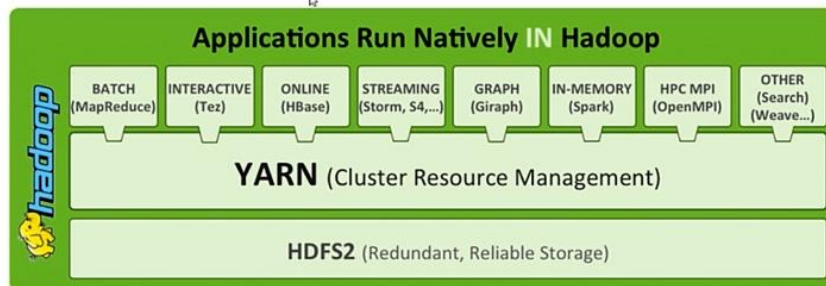 Applications Run Natively IN Hadoop
hadoop
BATCH
(MapReduce)
INTERACTIVE
(Tez)
ONLINE
(HBase)
STREAMING
(Storm, S4,...)
GRAPH
(Giraph)
IN-MEMORY
(Spark)
HPC MPI
(OpenMPI)
OTHER
(Search)
(Weave...)
YARN (Cluster Resource Management)
HDFS2 (Redundant, Reliable Storage)